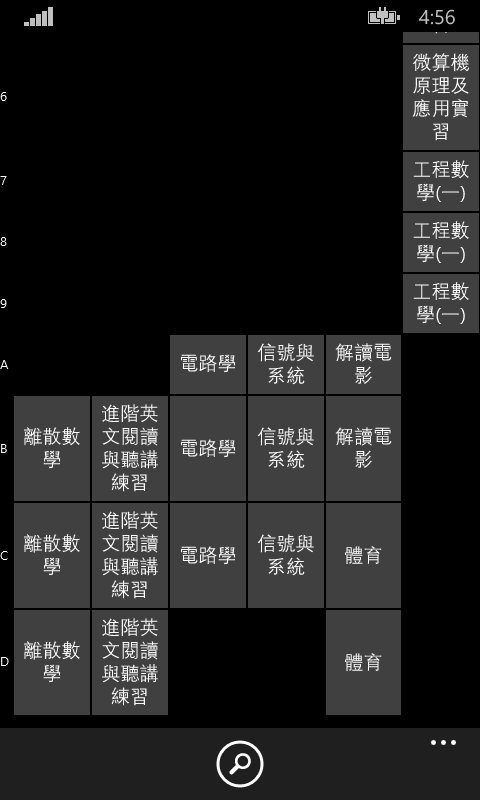 4:56
6
微算機
原理及
應用實
習
7
工程數
學(一)
8
工程數
學(一)
9
工程數
學(一)
A
電路學
信號與
系統
解讀電
影
B
離散數
學
進階英
文閱讀
與聽講
練習
電路學
信號與
系統
解讀電
影
C
離散數
學
進階英
文閱讀
與聽講
練習
電路學
信號與
系統
體育
D
離散數
學
進階英
文閱讀
與聽講
練習
體育